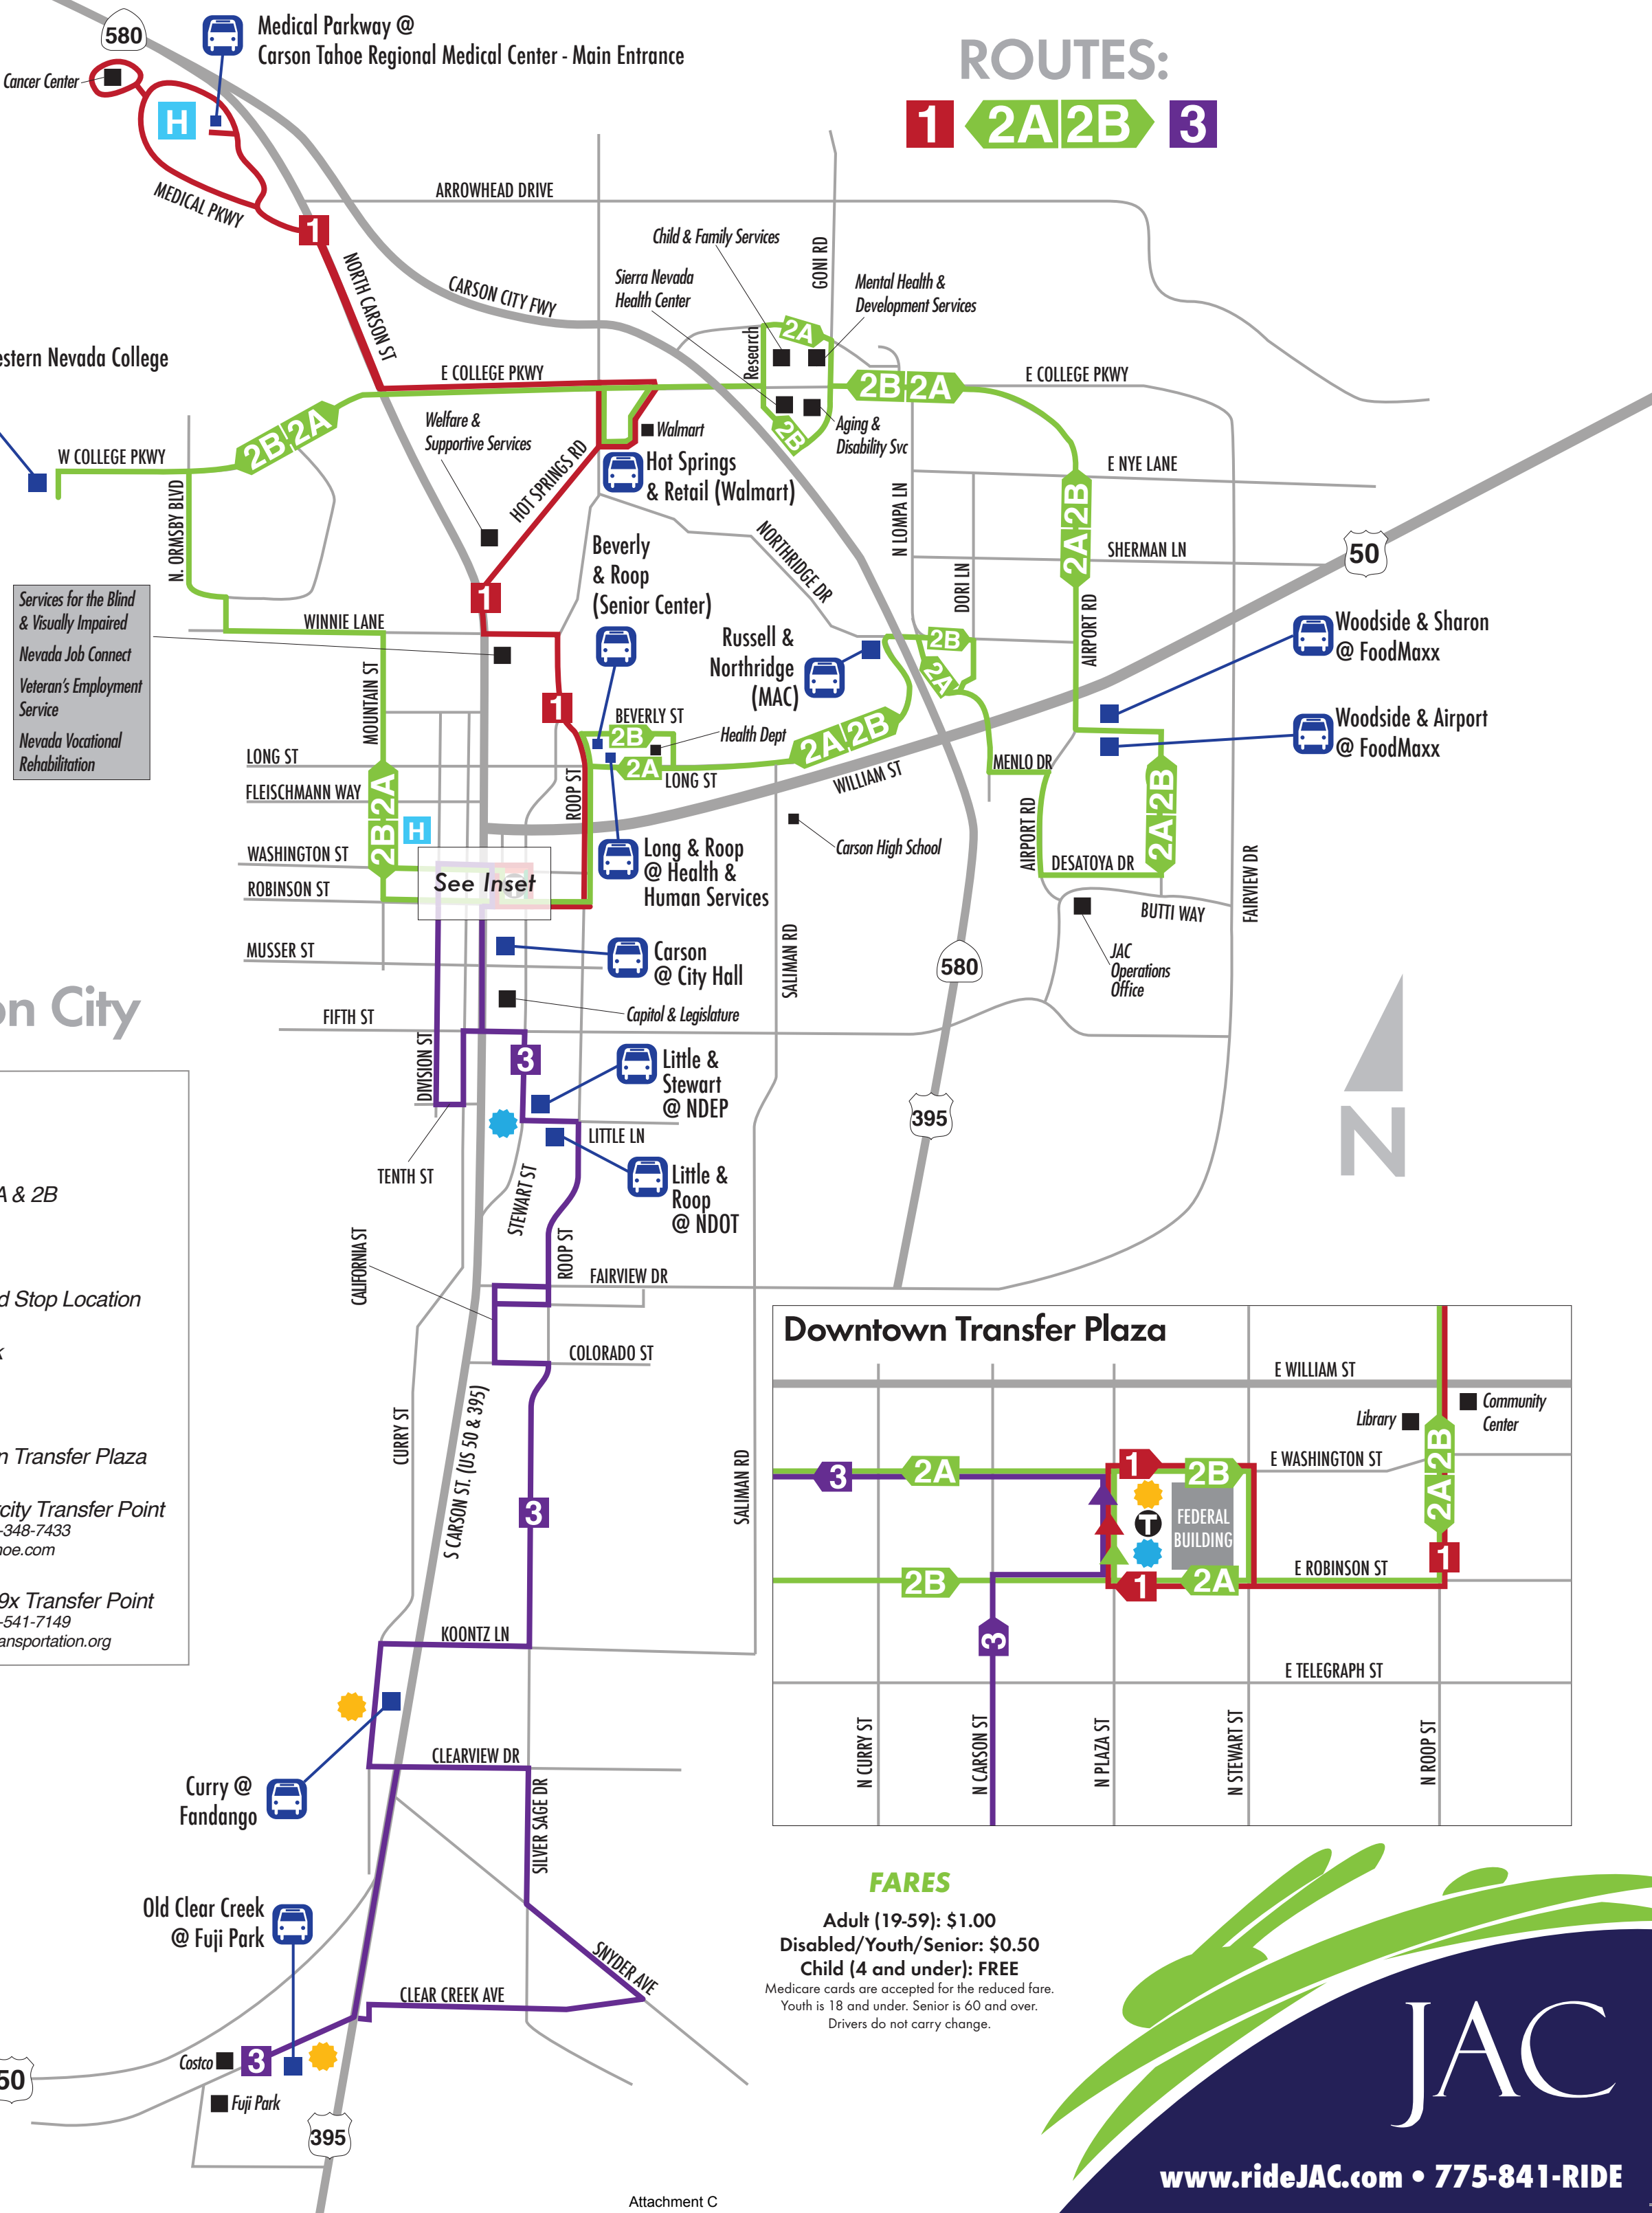 580
Medical Parkway @
Carson Tahoe Regional Medical Center - Main Entrance
ROUTES:
1 2A 2B 3
Cancer Center
H
MEDICAL PKWY
ARROWHEAD DRIVE
1
NORTH CARSON ST
CARSON CITY FWY
Child & Family Services
Sierra Nevada
Health Center
GONI RD
Mental Health &
Development Services
Research
2A
estern Nevada College
E COLLEGE PKWY
2B 2A
E COLLEGE PKWY
Welfare &
Supportive Services
Walmart
2B
Aging &
Disability Svc
2B 2A
W COLLEGE PKWY
Hot Springs
& Retail (Walmart)
HOT SPRINGS RD
E NYE LANE
N. ORMSBY BLVD
N LOMPA LN
2A 2B
NORTHRIDGE DR
SHERMAN LN
50
Beverly
& Roop
(Senior Center)
DORI LN
Services for the Blind
& Visually Impaired
Nevada Job Connect
Veteran's Employment
Service
Nevada Vocational
Rehabilitation
1
WINNIE LANE
AIRPORT RD
Woodside & Sharon
@ FoodMaxx
Russell &
Northridge
(MAC)
2B
2A
MOUNTAIN ST
1
BEVERLY ST
2B
Health Dept
2A 2B
Woodside & Airport
@ FoodMaxx
LONG ST
2A
LONG ST
MENLO DR
WILLIAM ST
FLEISCHMANN WAY
2B 2A
H
ROOP ST
Carson High School
AIRPORT RD
2A 2B
WASHINGTON ST
See Inset
Long & Roop
@ Health &
Human Services
DESATOYA DR
FAIRVIEW DR
ROBINSON ST
BUTTI WAY
MUSSER ST
Carson
@ City Hall
SALIMAN RD
580
JAC
Operations
Office
on City
Capitol & Legislature
FIFTH ST
DIVISION ST
3
Little &
Stewart
@ NDEP
395
N
LITTLE LN
TENTH ST
STEWART ST
Little &
Roop
@ NDOT
A & 2B
CALIFORNIA ST
ROOP ST
FAIRVIEW DR
d Stop Location
k
COLORADO ST
CURRY ST
S CARSON ST. (US 50 & 395)
SALIMAN RD
n Transfer Plaza
3
rcity Transfer Point
-348-7433
hoe.com
9x Transfer Point
-541-7149
ansportation.org
KOONTZ LN
Downtown Transfer Plaza
E WILLIAM ST
Library
Community
Center
E WASHINGTON ST
3
2A
1
2B
2A 2B
T
FEDERAL
BUILDING
2B
1
2A
E ROBINSON ST
1
3
E TELEGRAPH ST
N CURRY ST
N CARSON ST
N PLAZA ST
N STEWART ST
N ROOP ST
CLEARVIEW DR
Curry @
Fandango
SILVER SAGE DR
Old Clear Creek
@ Fuji Park
SNYDER AVE
CLEAR CREEK AVE
Costco
3
50
Fuji Park
395
FARES
Adult (19-59): $1.00
Disabled/Youth/Senior: $0.50
Child (4 and under): FREE
Medicare cards are accepted for the reduced fare.
Youth is 18 and under. Senior is 60 and over.
Drivers do not carry change.
JAC
www.rideJAC.com • 775-841-RIDE
Attachment C